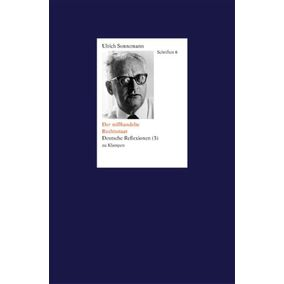 Ulrich Sonnemann
Schriften 6
Der mißhandelte
Rechtsstaat
Deutsche Reflexionen (3)
zu Klampen